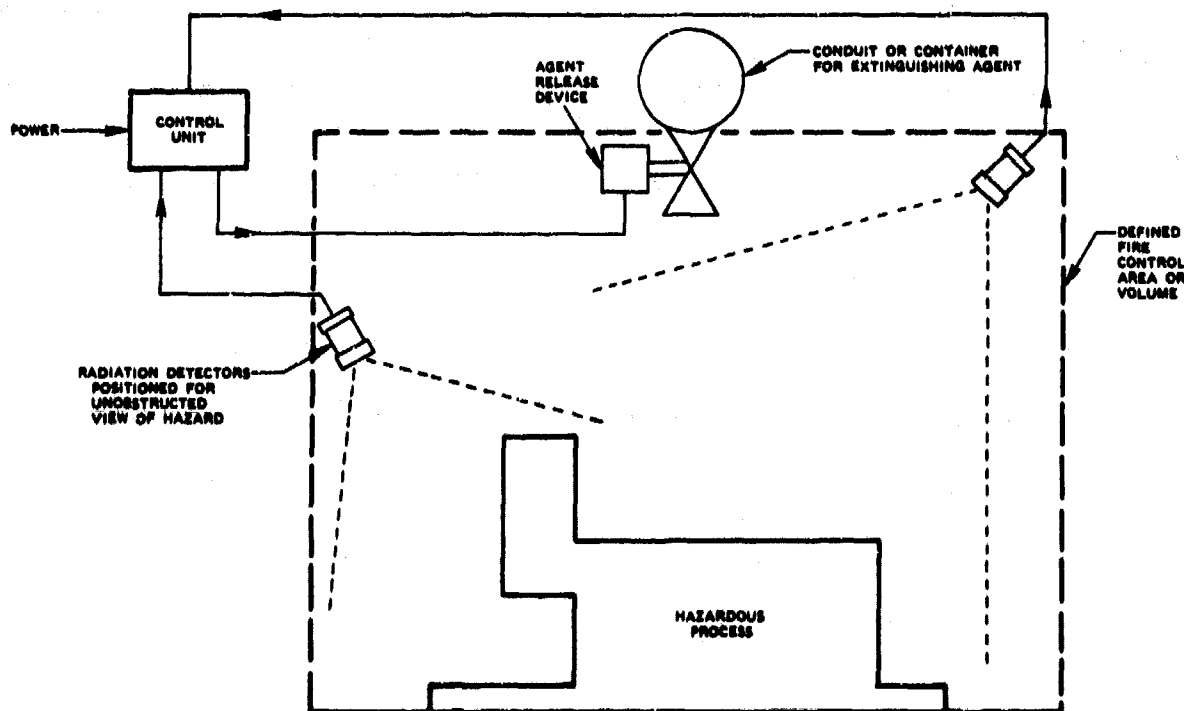 CONDUIT OR CONTAINER
FOR EXTINGUISHING AGENT
AGENT
RELEASE
DEVICE
POWER
CONTROL
UNIT
DEFINED
FIRE
CONTROL
AREA OR
VOLUME
RADIATION DETECTORS
POSITIONED FOR
UNOBSTRUCTED
VIEW OF HAZARD
HAZARDOUS
PROCESS